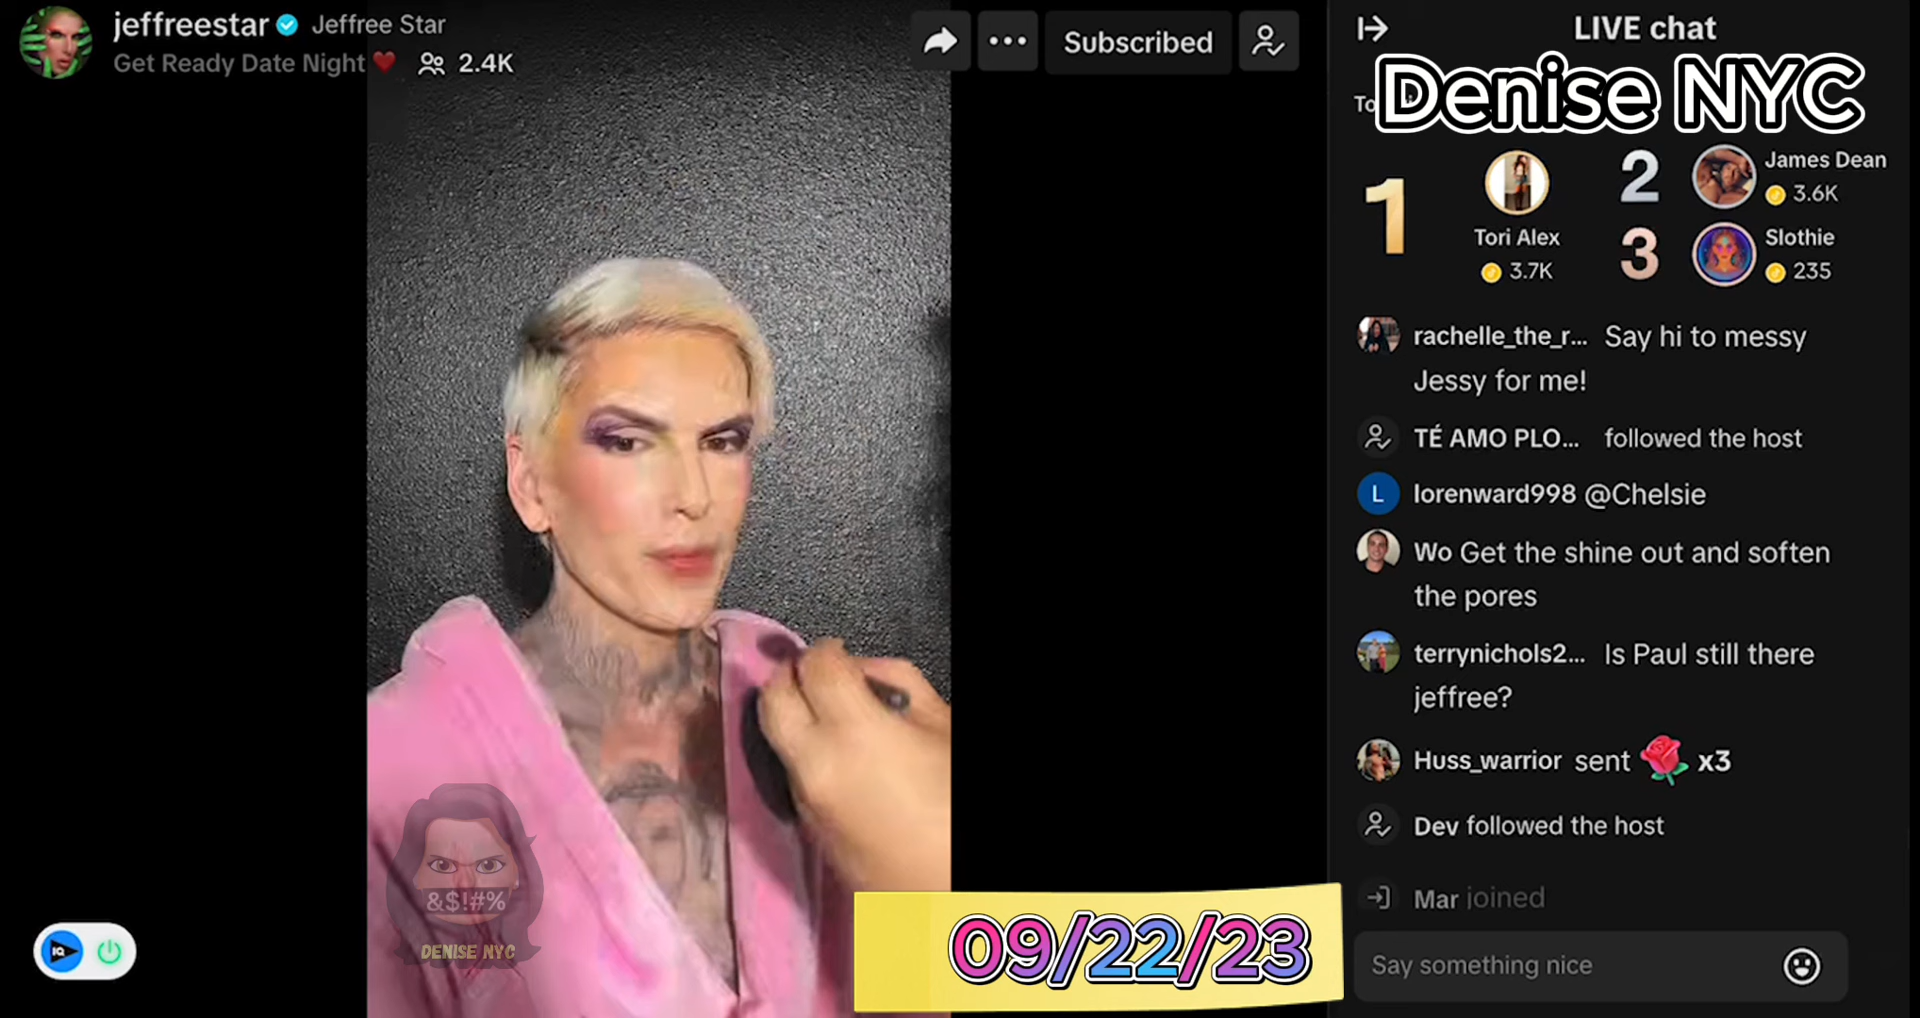 jeffreestar Jeffree Star
Get Ready Date Night 2.4K
Subscribed
LIVE chat
Denise NYC
1
Tori Alex
3.7K
2
James Dean
3.6K
3
Slothie
235
rachelle_the_r... Say hi to messy
Jessy for me!
TÉ AMO PLO... followed the host
L
lorenward998 @Chelsie
Wo Get the shine out and soften
the pores
terrynichols2... Is Paul still there
jeffree?
Huss_warrior sent x3
Dev followed the host
Mar joined
Say something nice
&$!#%
DENISE NYC
IQ
09/22/23